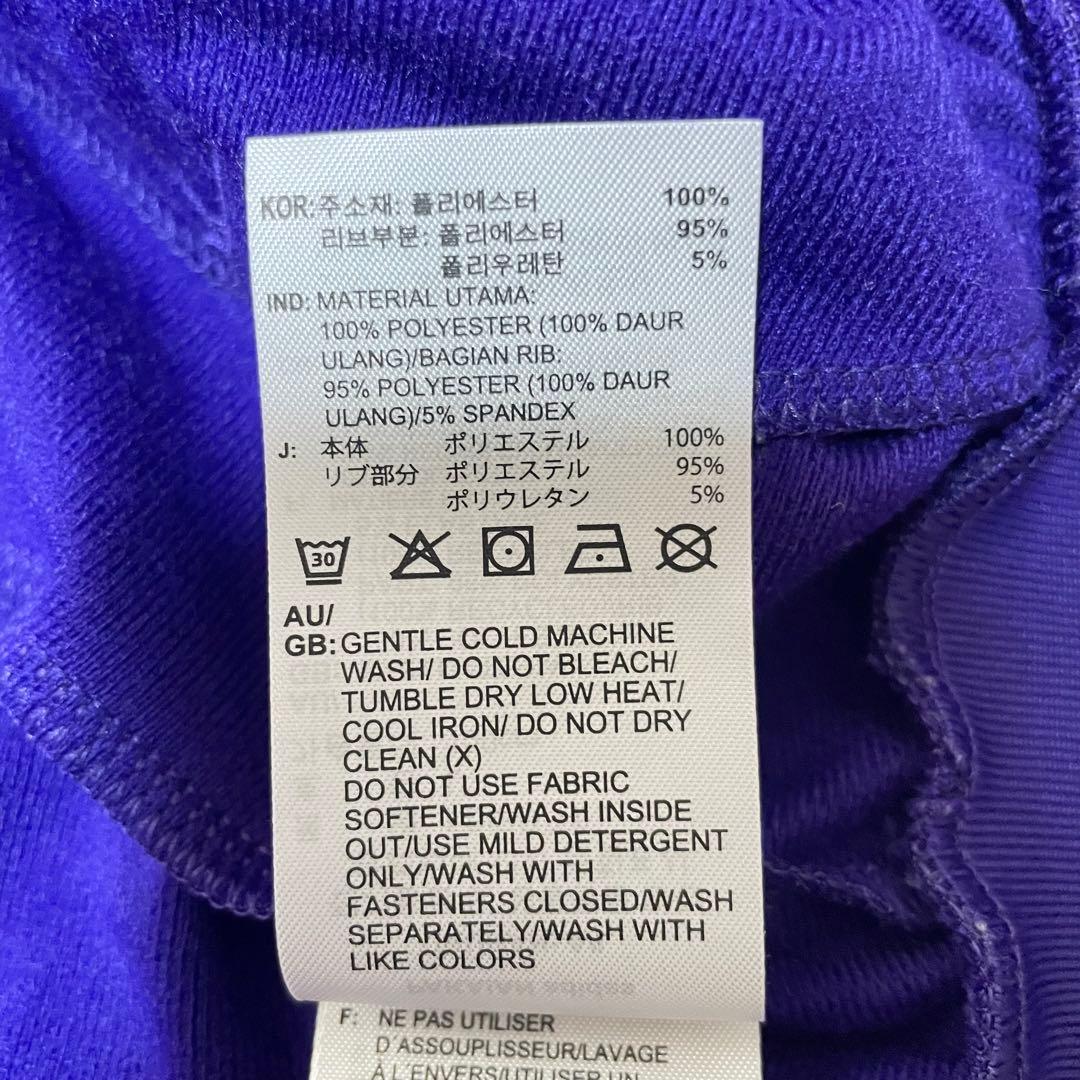 KOR: 주소재: 폴리에스터 100%
리브부분: 폴리에스터 95%
폴리우레탄 5%
IND: MATERIAL UTAMA:
100% POLYESTER (100% DAUR
ULANG)/BAGIAN RIB:
95% POLYESTER (100% DAUR
ULANG)/5% SPANDEX
J: 本体 ポリエステル 100%
リブ部分 ポリエステル 95%
ポリウレタン 5%
30
AU/
GB: GENTLE COLD MACHINE
WASH/ DO NOT BLEACH/
TUMBLE DRY LOW HEAT/
COOL IRON/ DO NOT DRY
CLEAN (X)
DO NOT USE FABRIC
SOFTENER/WASH INSIDE
OUT/USE MILD DETERGENT
ONLY/WASH WITH
FASTENERS CLOSED/WASH
SEPARATELY/WASH WITH
LIKE COLORS
F: NE PAS UTILISER
D´ASSOUPLISSEUR/LAVAGE
À L´ENVERS/UTILISER UN